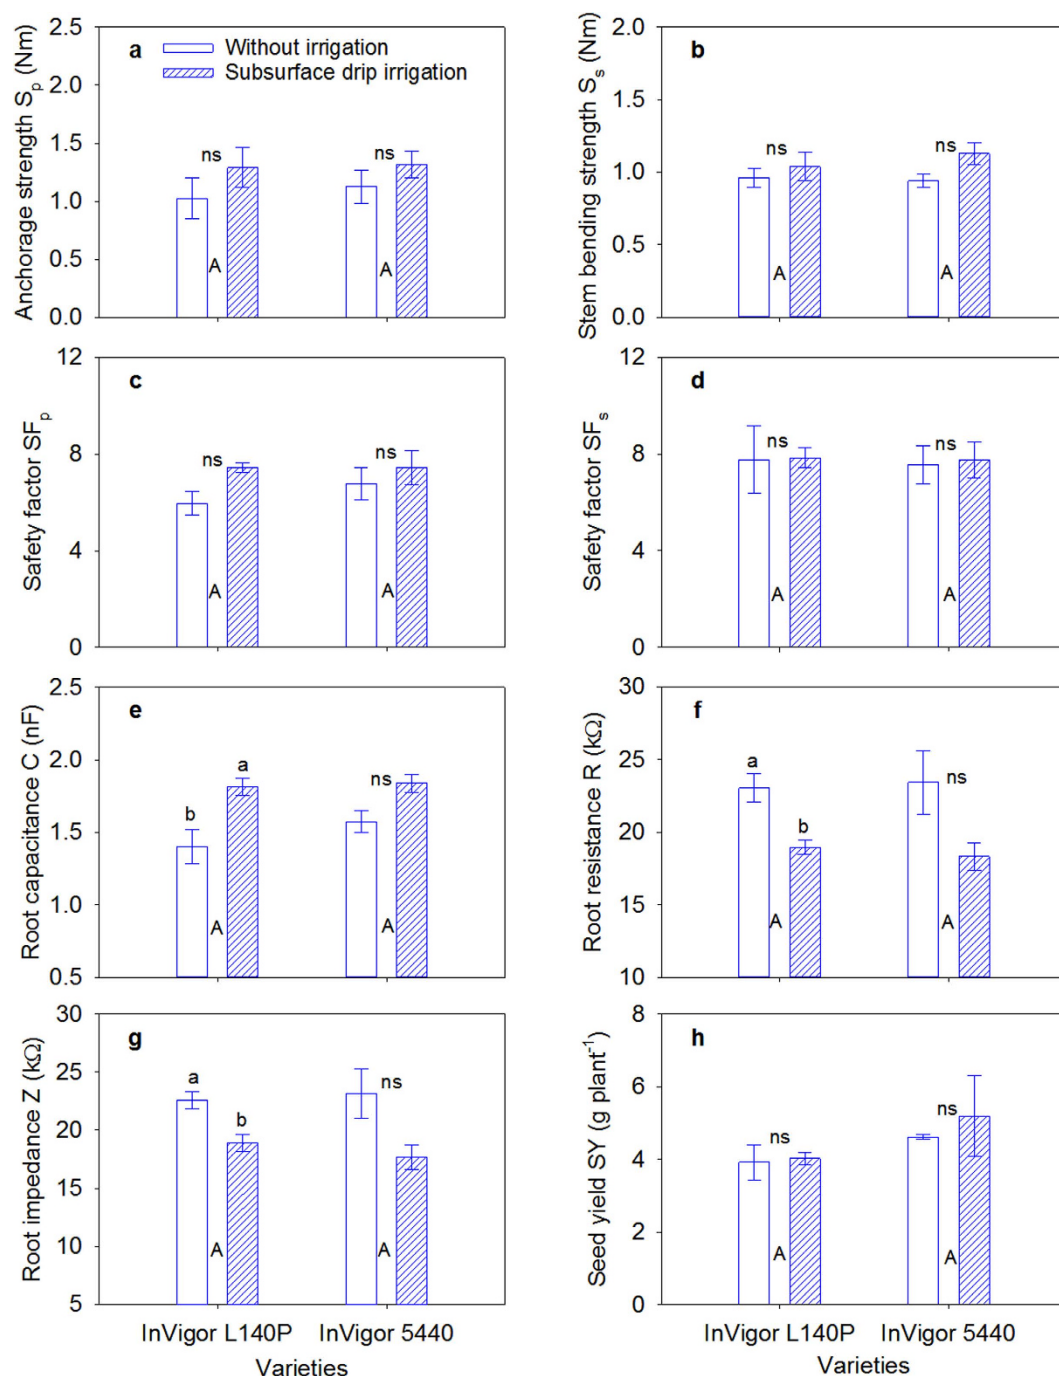 a
Without irrigation
Subsurface drip irrigation
Anchorage strength Sp (Nm)
2.5
2.0
1.5
1.0
0.5
0.0
ns
ns
A
A
b
Stem bending strength Ss (Nm)
2.0
1.5
1.0
0.5
0.0
ns
ns
A
A
c
Safety factor SFp
12
8
4
0
ns
ns
A
A
d
Safety factor SFs
12
8
4
0
ns
ns
A
A
e
Root capacitance C (nF)
2.5
2.0
1.5
1.0
0.5
b
a
ns
A
A
f
Root resistance R (kΩ)
30
25
20
15
10
a
b
ns
A
A
g
Root impedance Z (kΩ)
30
25
20
15
10
5
a
b
ns
A
A
InVigor L140P
InVigor 5440
Varieties
h
Seed yield SY (g plant⁻¹)
8
6
4
2
0
ns
ns
A
A
InVigor L140P
InVigor 5440
Varieties